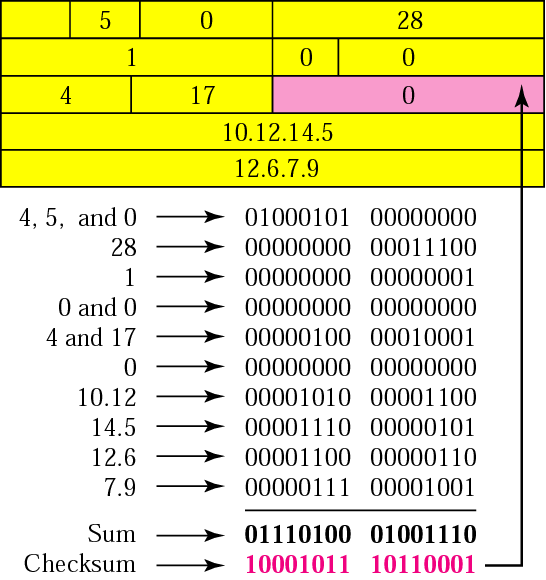 5 0 28
1 0 0
4 17 0
10.12.14.5
12.6.7.9
4, 5, and 0 01000101 00000000
28 00000000 00011100
1 00000000 00000001
0 and 0 00000000 00000000
4 and 17 00000100 00010001
0 00000000 00000000
10.12 00001010 00001100
14.5 00001110 00000101
12.6 00001100 00000110
7.9 00000111 00001001
Sum 01110100 01001110
Checksum 10001011 10110001